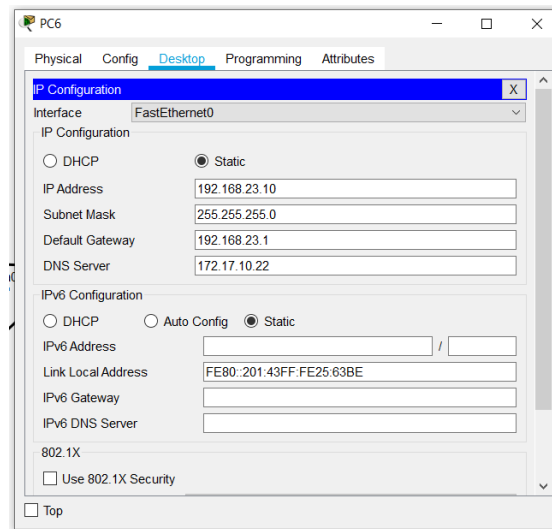 PC6
Physical Config Desktop Programming Attributes
IP Configuration X
Interface FastEthernet0
IP Configuration
DHCP Static
IP Address 192.168.23.10
Subnet Mask 255.255.255.0
Default Gateway 192.168.23.1
DNS Server 172.17.10.22
IPv6 Configuration
DHCP Auto Config Static
IPv6 Address /
Link Local Address FE80::201:43FF:FE25:63BE
IPv6 Gateway
IPv6 DNS Server
802.1X
Use 802.1X Security
Top